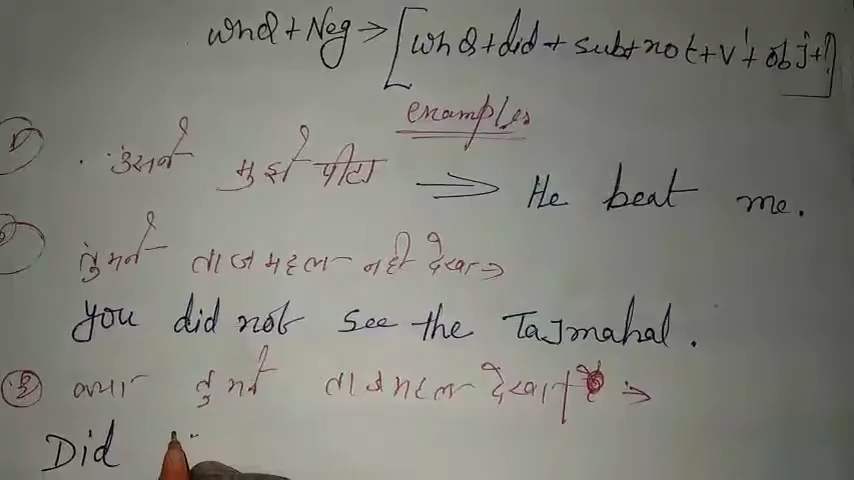 whQ + Neg → [whQ + did + sub + not + V¹ + obj + ?]
examples
① उसने मुझे पीटा ⇒ He beat me.
② तुमने ताजमहल नहीं देखा →
You did not see the Tajmahal.
③ क्या तुमने ताजमहल देखा →
Did